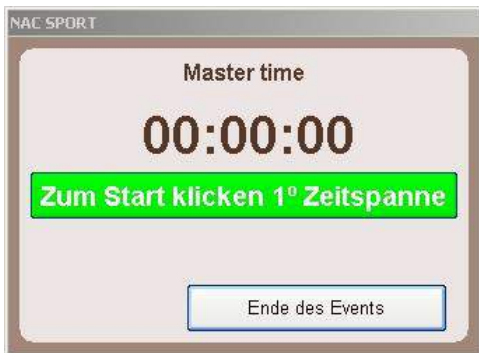 NAC SPORT
Master time
00:00:00
Zum Start klicken 1º Zeitspanne
Ende des Events